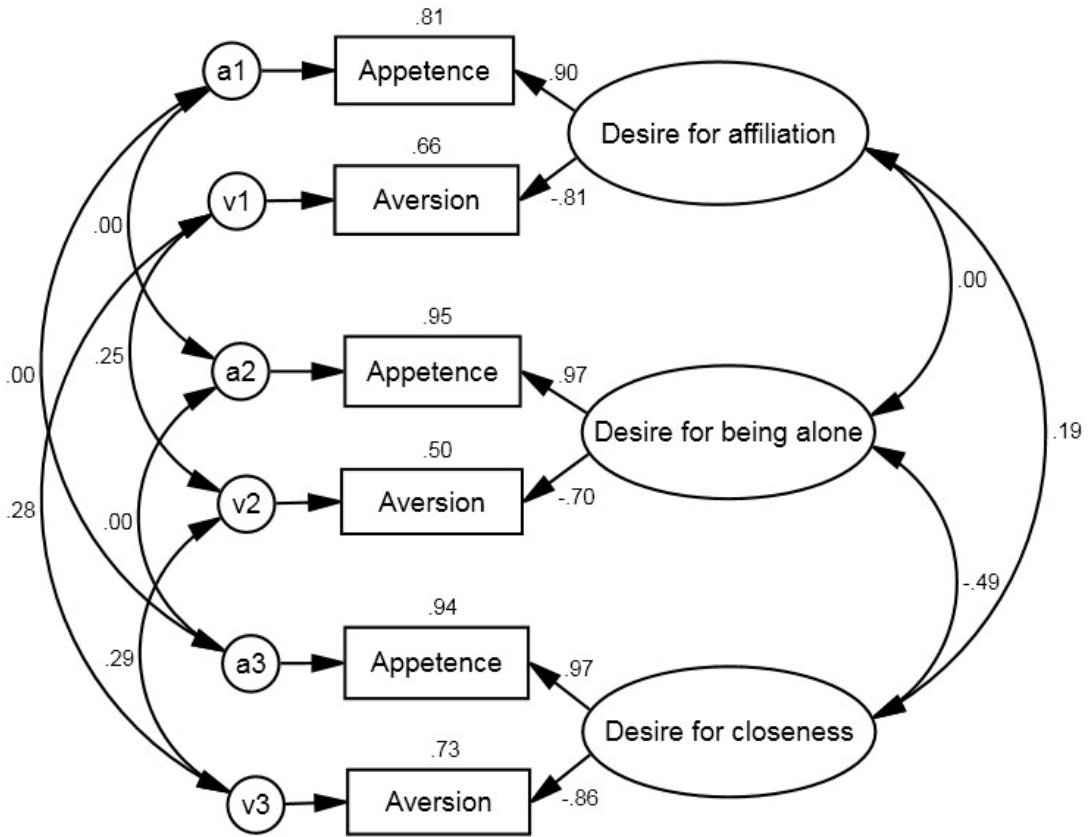 .81
a1
Appetence
.90
Desire for affiliation
.66
v1
Aversion
-.81
.00
.00
.95
.25
a2
Appetence
.97
.00
Desire for being alone
.19
.50
v2
Aversion
-.70
.28
.00
-.49
.94
a3
Appetence
.97
.29
Desire for closeness
.73
v3
Aversion
-.86